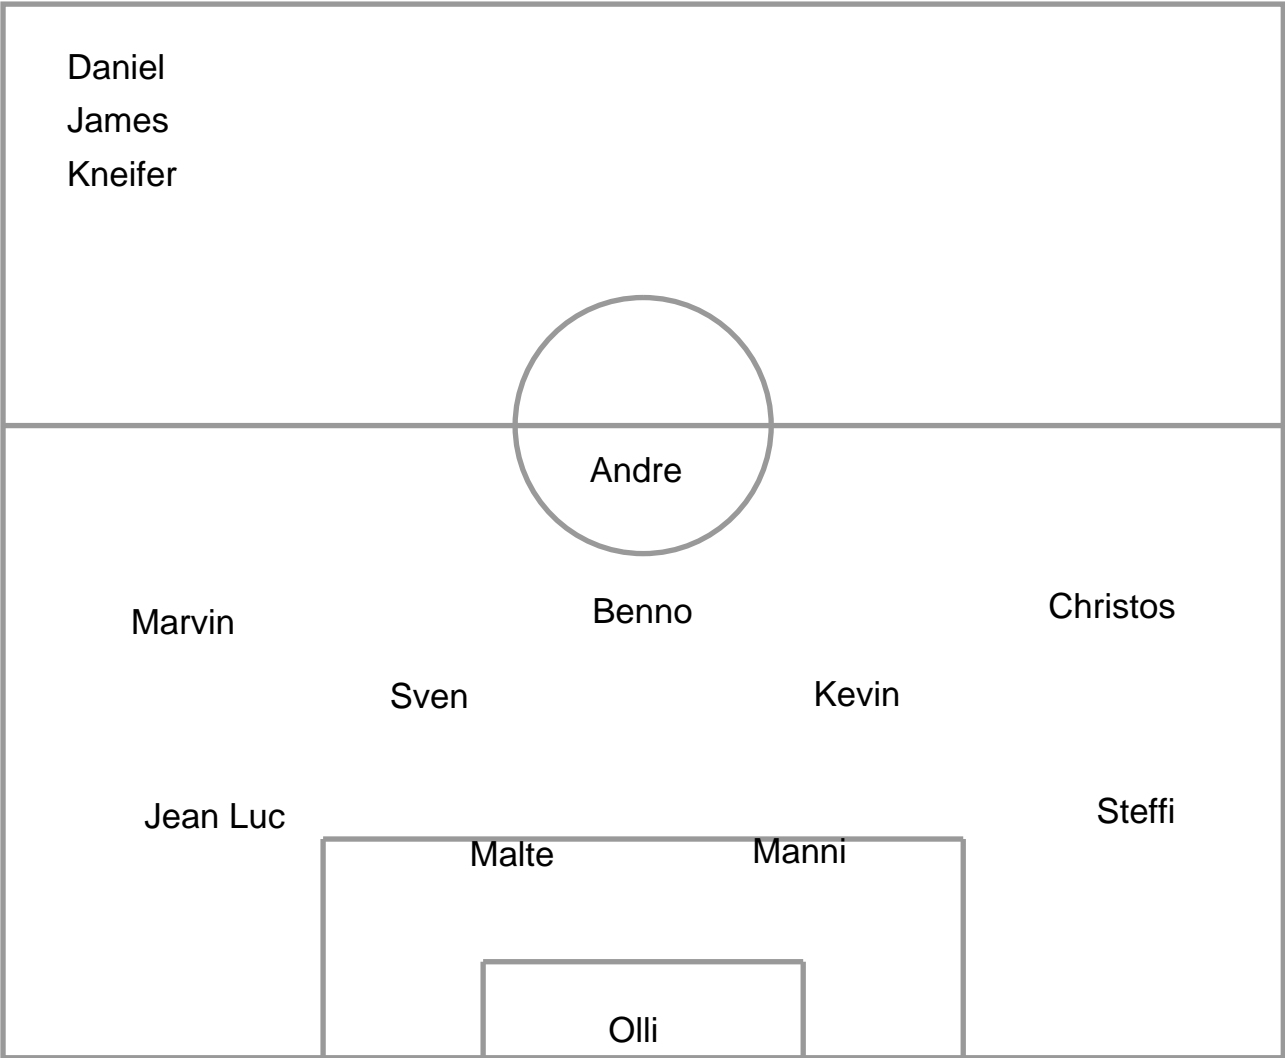 Daniel
James
Kneifer
Andre
Marvin
Benno
Christos
Sven
Kevin
Jean Luc
Steffi
Malte
Manni
Olli